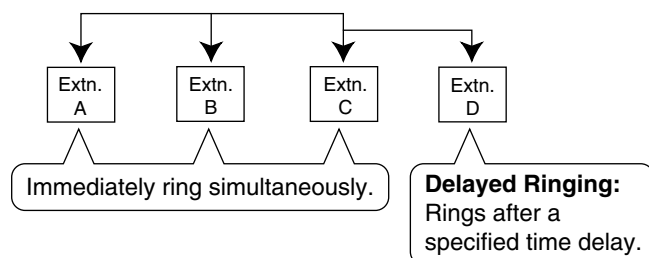 Extn.
A
Extn.
B
Extn.
C
Extn.
D
Immediately ring simultaneously.
Delayed Ringing:
Rings after a
specified time delay.